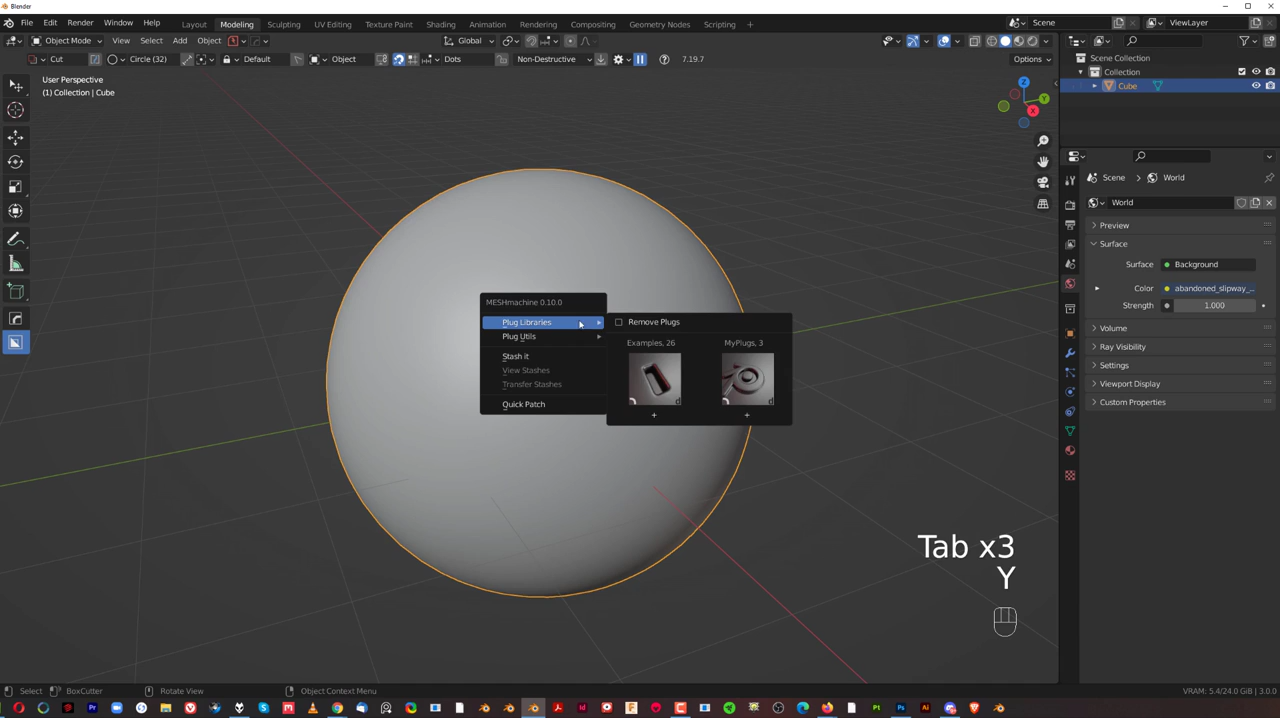 Blender
File Edit Render Window Help
Layout Modeling Sculpting UV Editing Texture Paint Shading Animation Rendering Compositing Geometry Nodes Scripting +
Scene
ViewLayer
Object Mode View Select Add Object
Global
Cut Circle (32) Default Object Dots Non-Destructive 7.19.7
Options
User Perspective
(1) Collection | Cube
Z
Y
X
MESHmachine 0.10.0
Plug Libraries
Plug Utils
Stash it
View Stashes
Transfer Stashes
Quick Patch
Remove Plugs
Examples, 26
MyPlugs, 3
+
+
Tab x3
Y
Scene Collection
Collection
Cube
Scene > World
World
Preview
Surface
Surface Background
Color abandoned_slipway_...
Strength 1.000
Volume
Ray Visibility
Settings
Viewport Display
Custom Properties
Select BoxCutter Rotate View Object Context Menu
VRAM: 5.4/24.0 GiB | 3.0.0